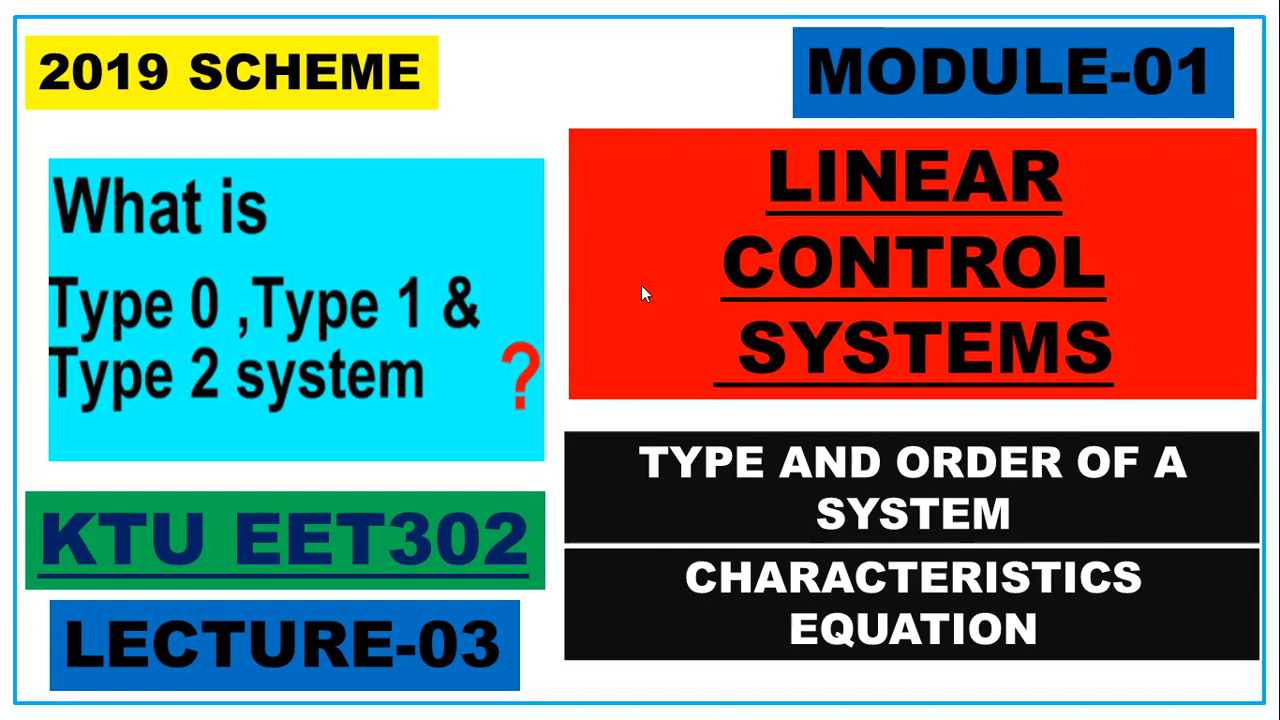 2019 SCHEME
MODULE-01
What is
Type 0 ,Type 1 &
Type 2 system ?
LINEAR
CONTROL
SYSTEMS
TYPE AND ORDER OF A
SYSTEM
KTU EET302
CHARACTERISTICS
EQUATION
LECTURE-03